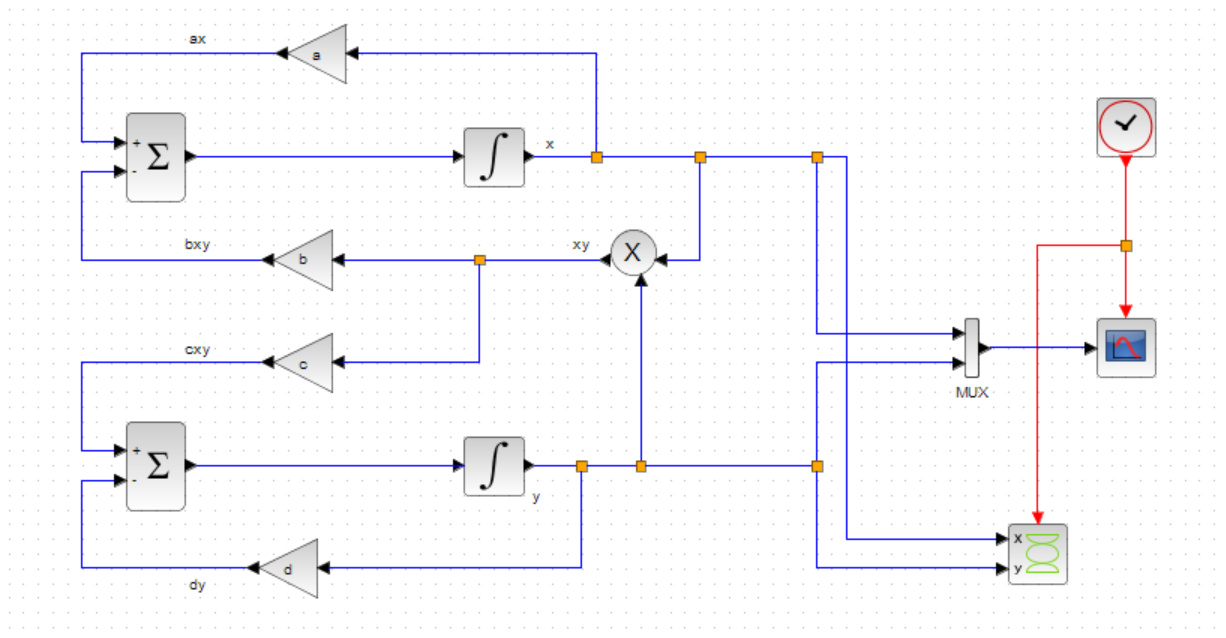 ax
a
+
-
Σ
∫
x
bxy
b
xy
X
cxy
c
MUX
+
-
Σ
∫
y
dy
d
x
y